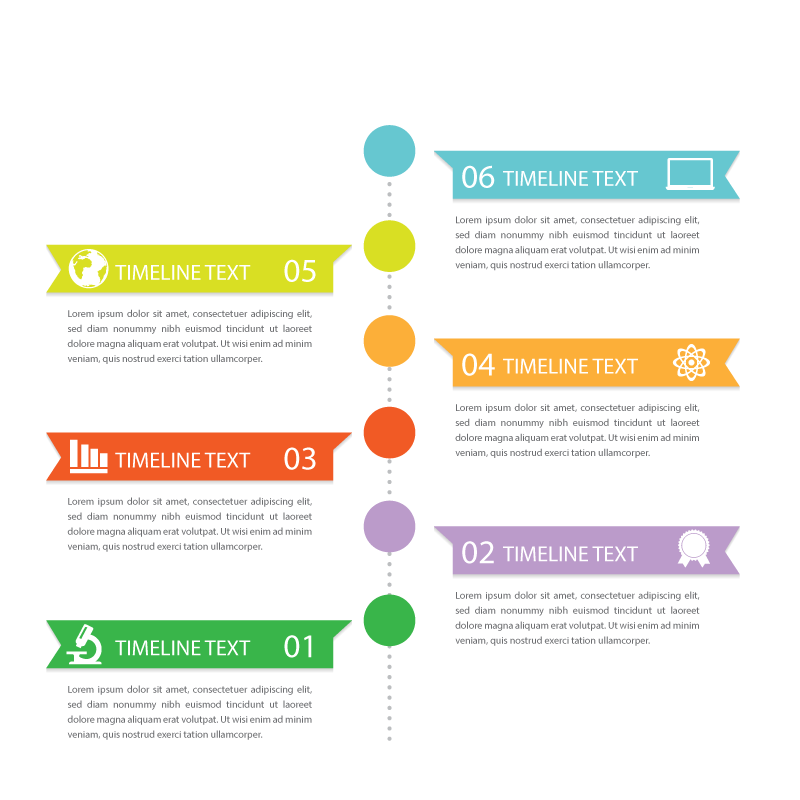 06 TIMELINE TEXT
Lorem ipsum dolor sit amet, consectetuer adipiscing elit,
sed diam nonummy nibh euismod tincidunt ut laoreet
dolore magna aliquam erat volutpat. Ut wisi enim ad minim
veniam, quis nostrud exerci tation ullamcorper.
TIMELINE TEXT 05
Lorem ipsum dolor sit amet, consectetuer adipiscing elit,
sed diam nonummy nibh euismod tincidunt ut laoreet
dolore magna aliquam erat volutpat. Ut wisi enim ad minim
veniam, quis nostrud exerci tation ullamcorper.
04 TIMELINE TEXT
Lorem ipsum dolor sit amet, consectetuer adipiscing elit,
sed diam nonummy nibh euismod tincidunt ut laoreet
dolore magna aliquam erat volutpat. Ut wisi enim ad minim
veniam, quis nostrud exerci tation ullamcorper.
TIMELINE TEXT 03
Lorem ipsum dolor sit amet, consectetuer adipiscing elit,
sed diam nonummy nibh euismod tincidunt ut laoreet
dolore magna aliquam erat volutpat. Ut wisi enim ad minim
veniam, quis nostrud exerci tation ullamcorper.
02 TIMELINE TEXT
Lorem ipsum dolor sit amet, consectetuer adipiscing elit,
sed diam nonummy nibh euismod tincidunt ut laoreet
dolore magna aliquam erat volutpat. Ut wisi enim ad minim
veniam, quis nostrud exerci tation ullamcorper.
TIMELINE TEXT 01
Lorem ipsum dolor sit amet, consectetuer adipiscing elit,
sed diam nonummy nibh euismod tincidunt ut laoreet
dolore magna aliquam erat volutpat. Ut wisi enim ad minim
veniam, quis nostrud exerci tation ullamcorper.